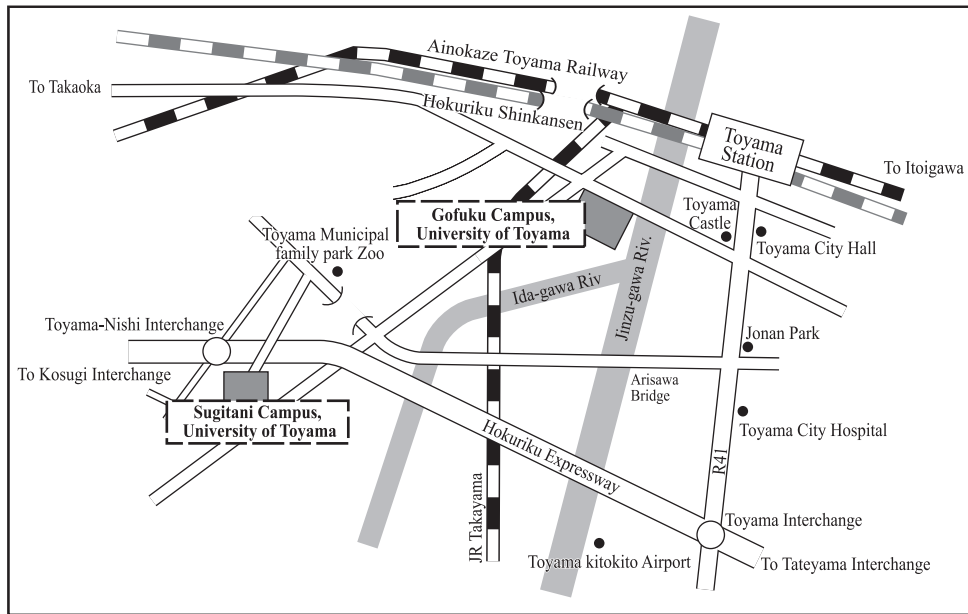 Ainokaze Toyama Railway
To Takaoka
Hokuriku Shinkansen
Toyama
Station
To Itoigawa
Gofuku Campus,
University of Toyama
Toyama
Castle
Toyama City Hall
Toyama Municipal
family park Zoo
Ida-gawa Riv
Jinzu-gawa Riv.
Toyama-Nishi Interchange
Jonan Park
To Kosugi Interchange
Arisawa
Bridge
Sugitani Campus,
University of Toyama
Toyama City Hospital
Hokuriku Expressway
R41
JR Takayama
Toyama Interchange
Toyama kitokito Airport
To Tateyama Interchange